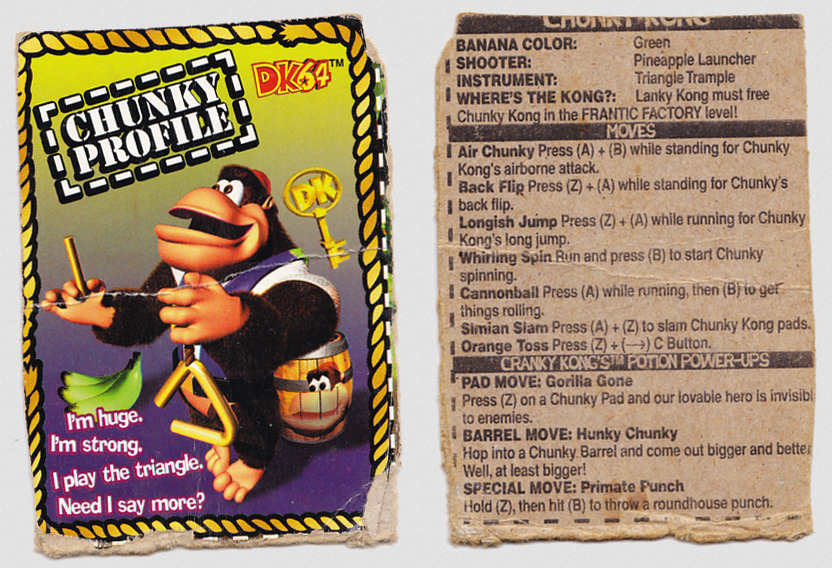 CHUNKY
PROFILE
DK64™
DK
I'm huge.
I'm strong.
I play the triangle.
Need I say more?
CHUNKY KONG
BANANA COLOR: Green
SHOOTER: Pineapple Launcher
INSTRUMENT: Triangle Trample
WHERE'S THE KONG?: Lanky Kong must free
Chunky Kong in the FRANTIC FACTORY level!
MOVES
Air Chunky Press (A) + (B) while standing for Chunky
Kong's airborne attack.
Back Flip Press (Z) + (A) while standing for Chunky's
back flip.
Longish Jump Press (Z) + (A) while running for Chunky
Kong's long jump.
Whirling Spin Run and press (B) to start Chunky
spinning.
Cannonball Press (A) while running, then (B) to get
things rolling.
Simian Slam Press (A) + (Z) to slam Chunky Kong pads.
Orange Toss Press (Z) + (→) C Button.
CRANKY KONG'S™ POTION POWER-UPS
PAD MOVE: Gorilla Gone
Press (Z) on a Chunky Pad and our lovable hero is invisibl
to enemies.
BARREL MOVE: Hunky Chunky
Hop into a Chunky Barrel and come out bigger and better
Well, at least bigger!
SPECIAL MOVE: Primate Punch
Hold (Z), then hit (B) to throw a roundhouse punch.